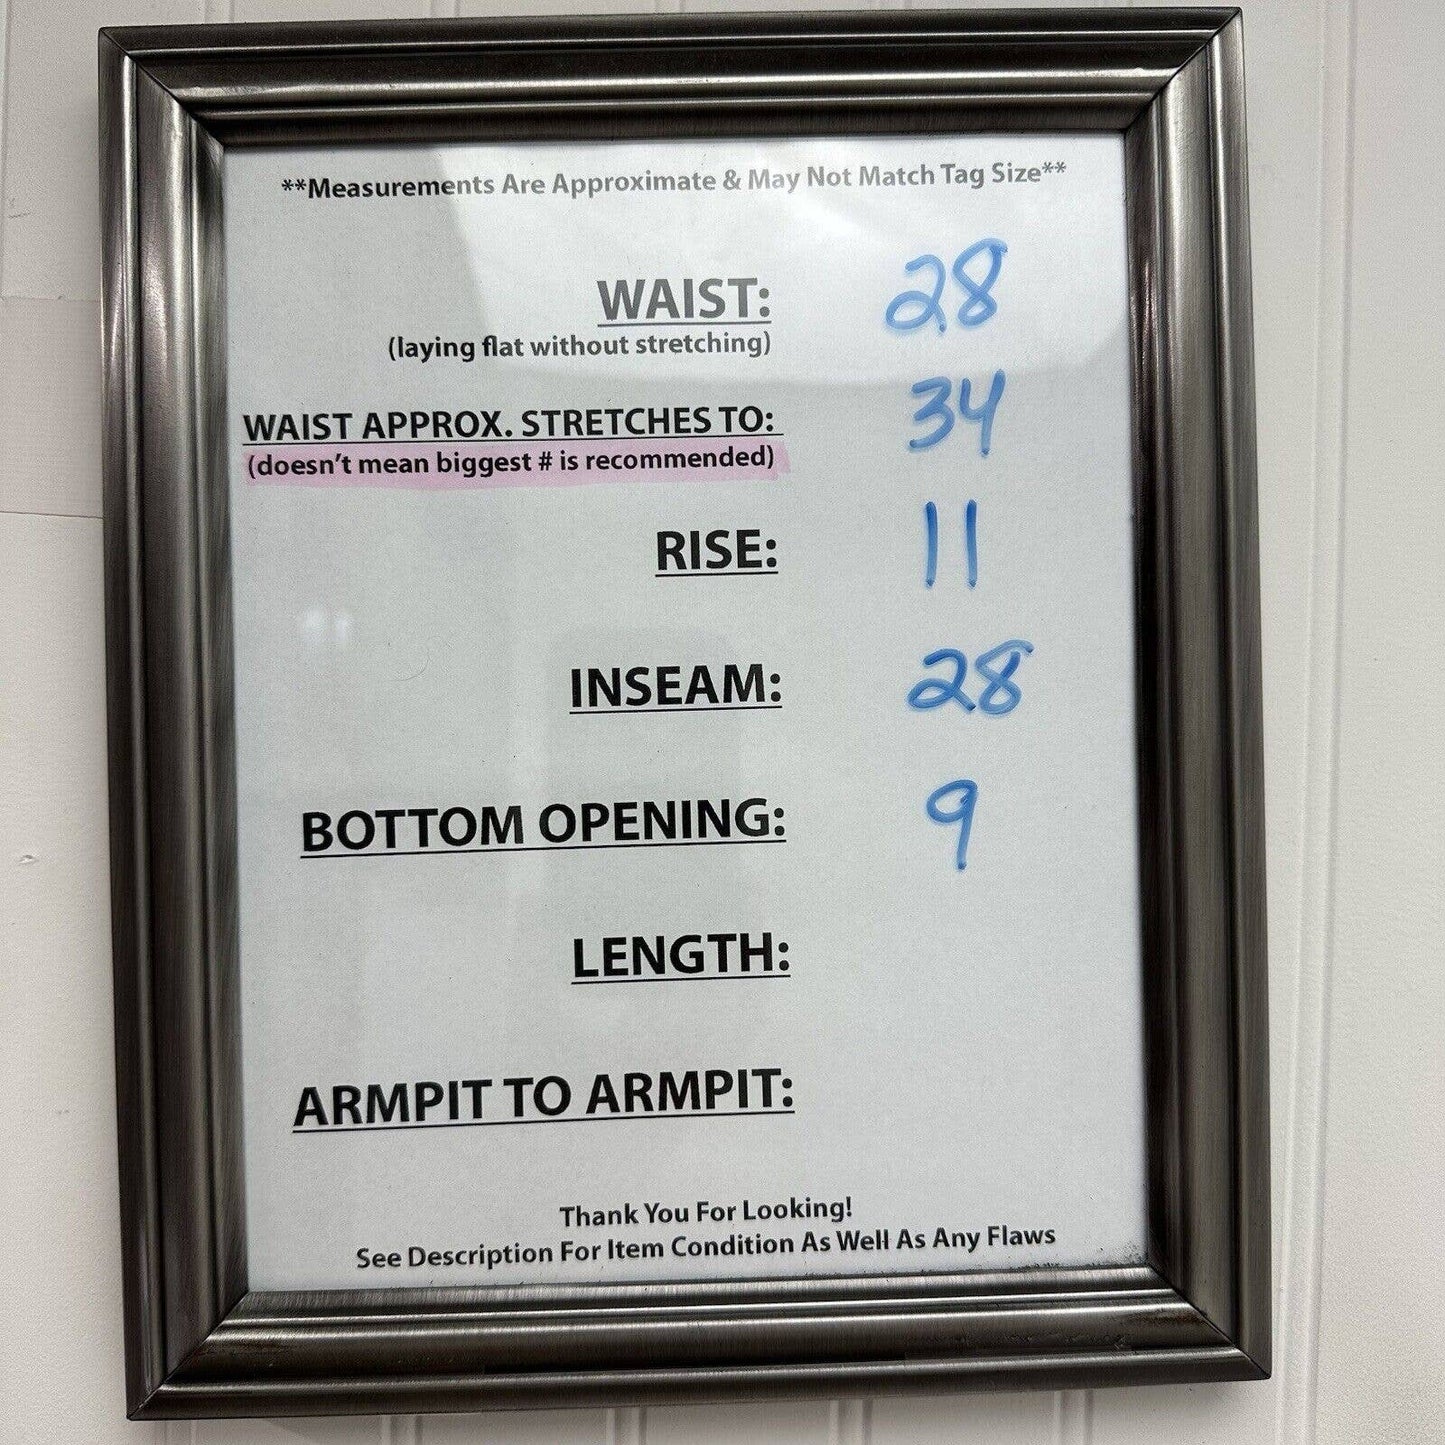 **Measurements Are Approximate & May Not Match Tag Size**
WAIST: 28
(laying flat without stretching)
WAIST APPROX. STRETCHES TO: 34
(doesn't mean biggest # is recommended)
RISE: 11
INSEAM: 28
BOTTOM OPENING: 9
LENGTH:
ARMPIT TO ARMPIT:
Thank You For Looking!
See Description For Item Condition As Well As Any Flaws